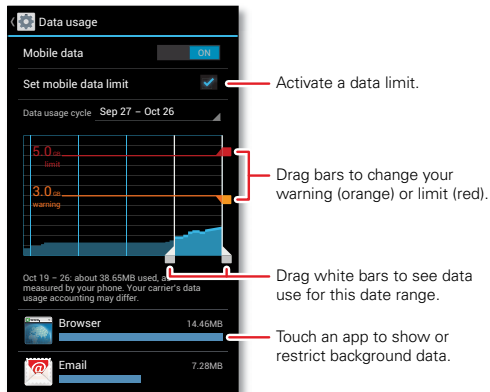 Data usage
Mobile data
ON
Set mobile data limit
Activate a data limit.
Data usage cycle Sep 27 – Oct 26
5.0 GB
limit
3.0 GB
warning
Drag bars to change your
warning (orange) or limit (red).
Drag white bars to see data
use for this date range.
Oct 19 – 26: about 38.65MB used, a
measured by your phone. Your carrier's data
usage accounting may differ.
Browser 14.46MB
Touch an app to show or
restrict background data.
Email 7.28MB